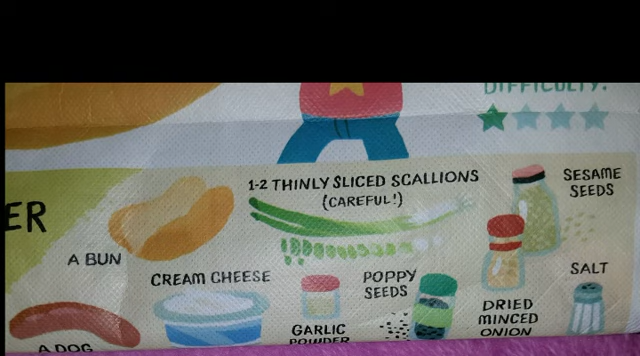 DIFFICULTY:
ER
1-2 THINLY SLICED SCALLIONS
(CAREFUL!)
SESAME
SEEDS
A BUN
CREAM CHEESE
POPPY
SEEDS
SALT
GARLIC
POWDER
DRIED
MINCED
ONION
A DOG